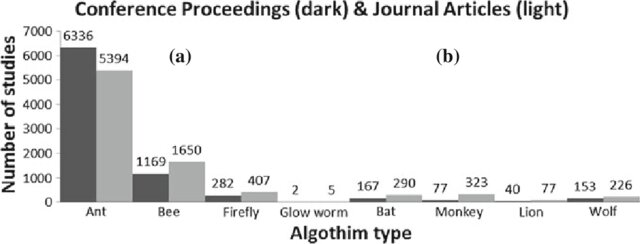 Conference Proceedings (dark) & Journal Articles (light)
7000
6000
5000
4000
3000
2000
1000
0
Number of studies
(a)
(b)
6336
5394
1169
1650
282
407
2
5
167
290
77
323
40
77
153
226
Ant
Bee
Firefly
Glow worm
Bat
Monkey
Lion
Wolf
Algothim type